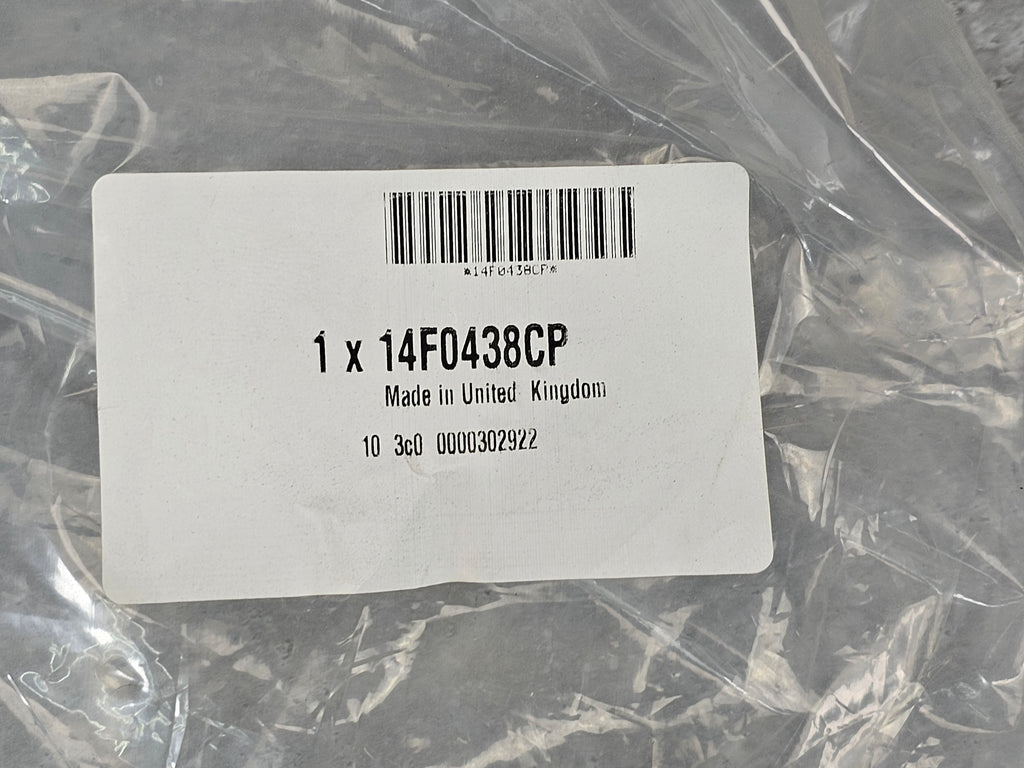 *14F0438CP*
1 x 14F0438CP
Made in United Kingdom
10 3c0 0000302922